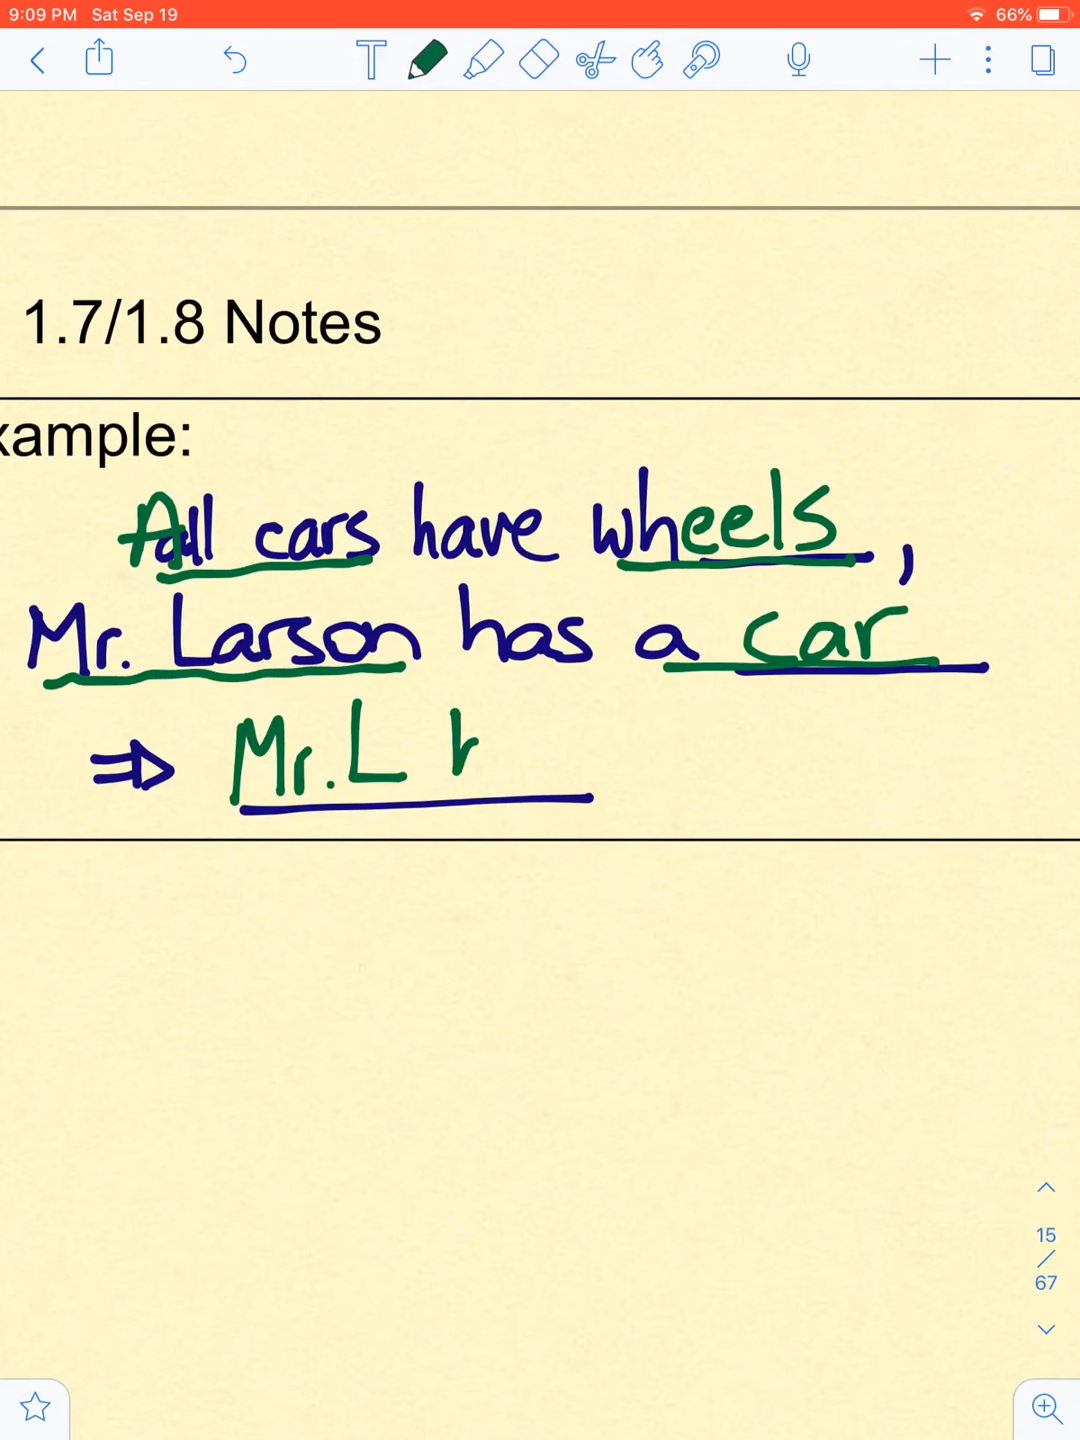 9:09 PM Sat Sep 19 66%
T
1.7/1.8 Notes
xample:
All cars have wheels,
Mr. Larson has a car
⇒ Mr. L h
15
/
67